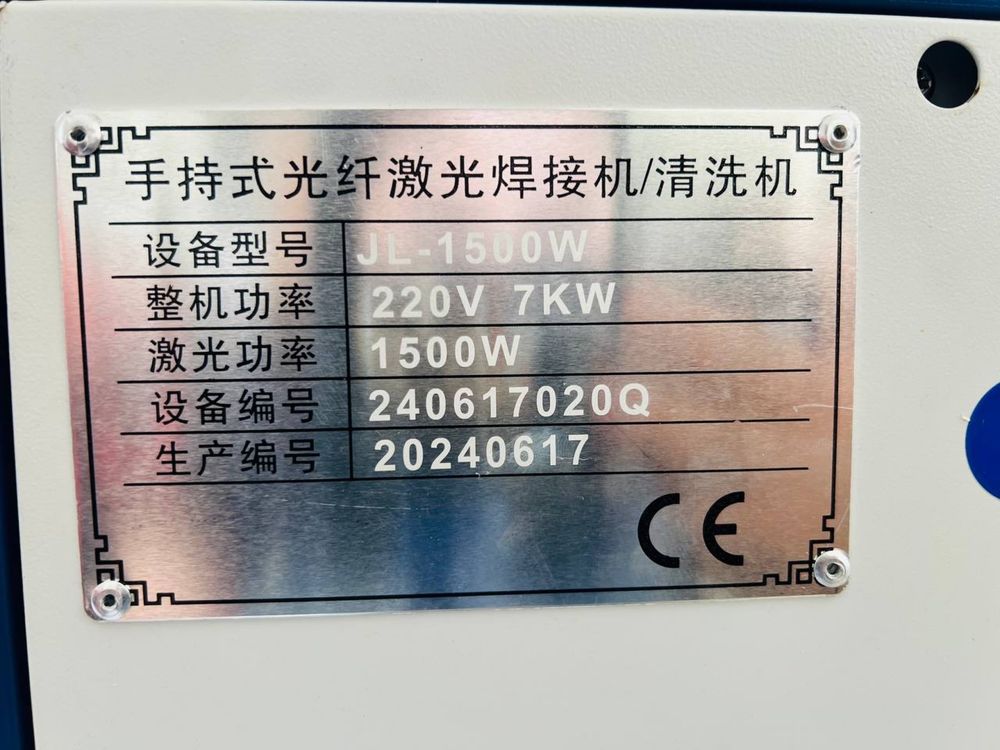 手持式光纤激光焊接机/清洗机
设备型号 JL-1500W
整机功率 220V 7KW
激光功率 1500W
设备编号 240617020Q
生产编号 20240617
CE